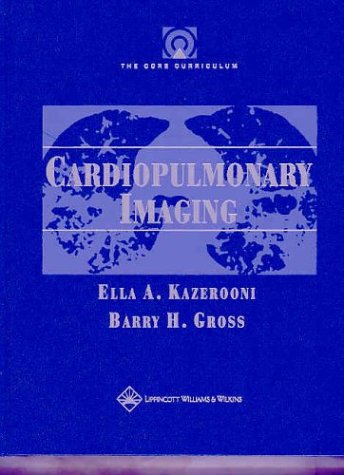 THE CORE CURRICULUM
CARDIOPULMONARY
IMAGING
ELLA A. KAZEROONI
BARRY H. GROSS
LIPPINCOTT WILLIAMS & WILKINS